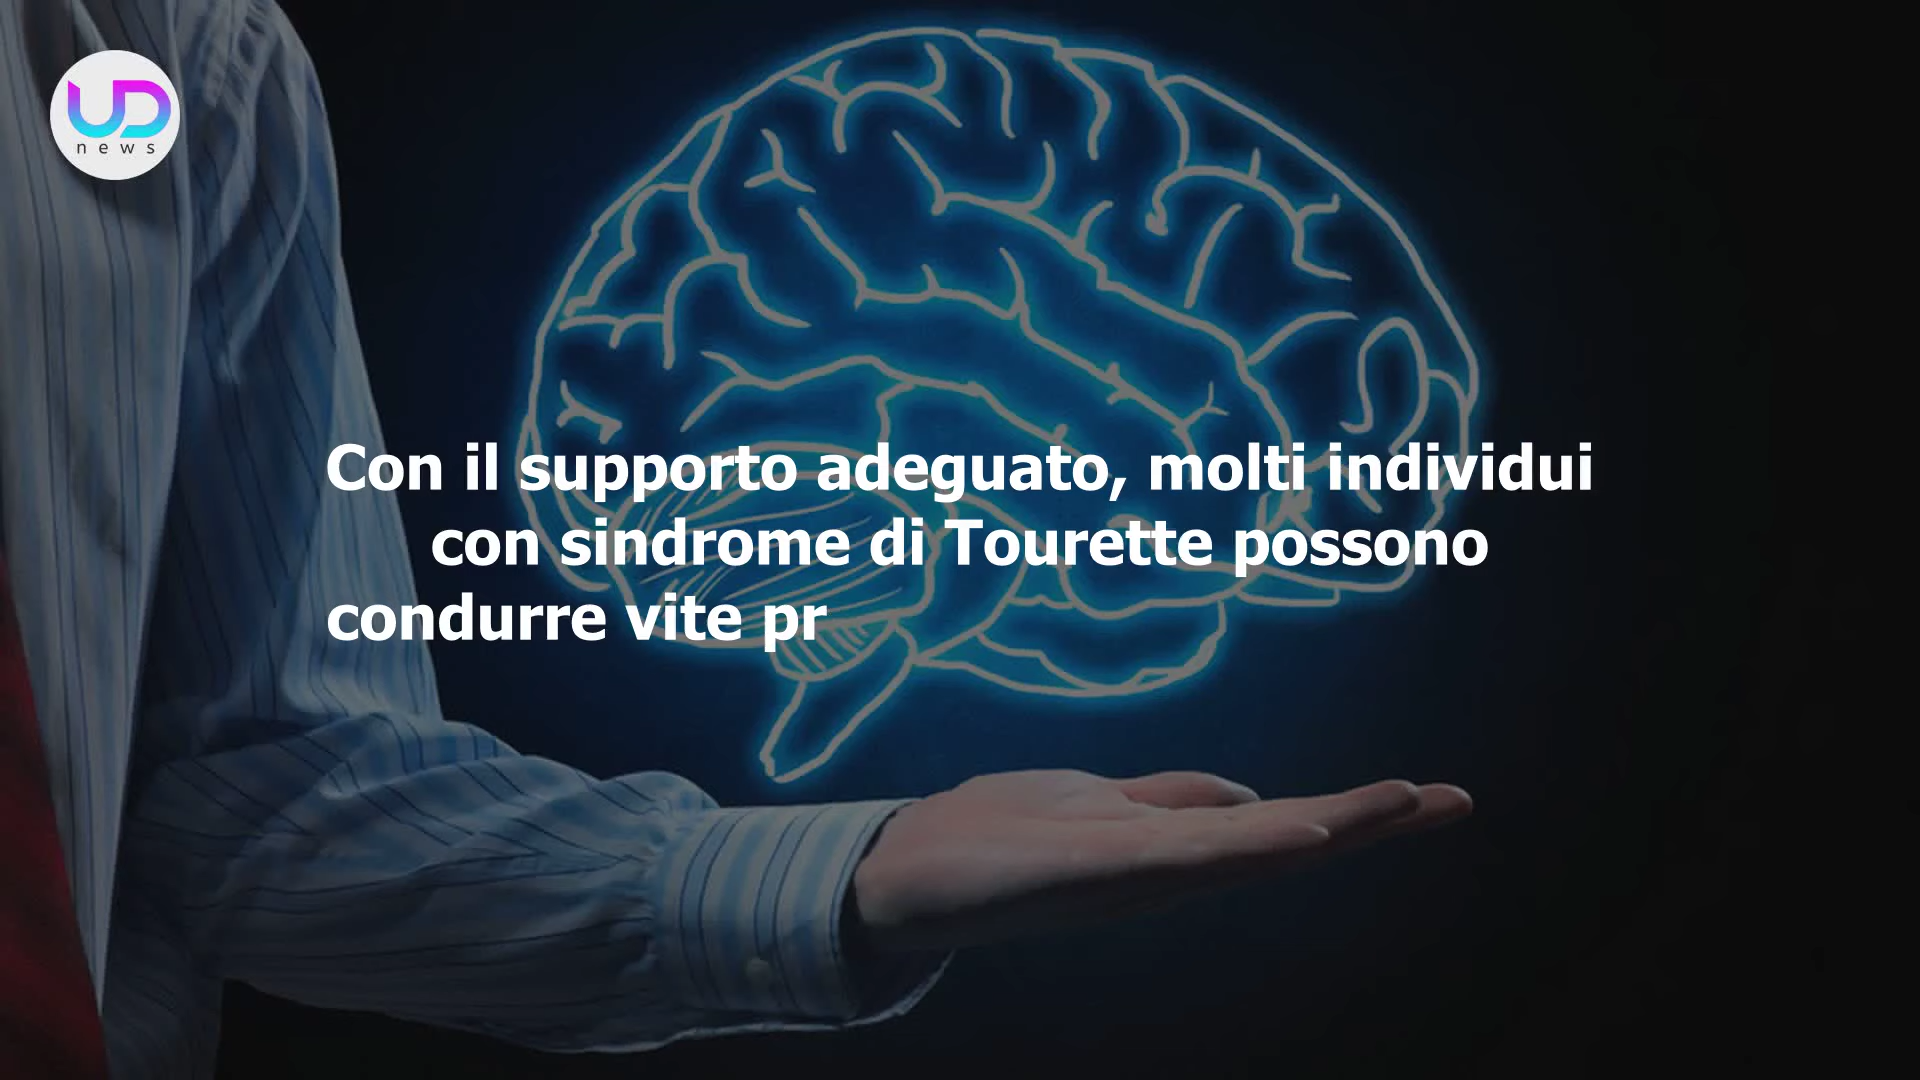 UD
news
Con il supporto adeguato, molti individui
con sindrome di Tourette possono
condurre vite pr